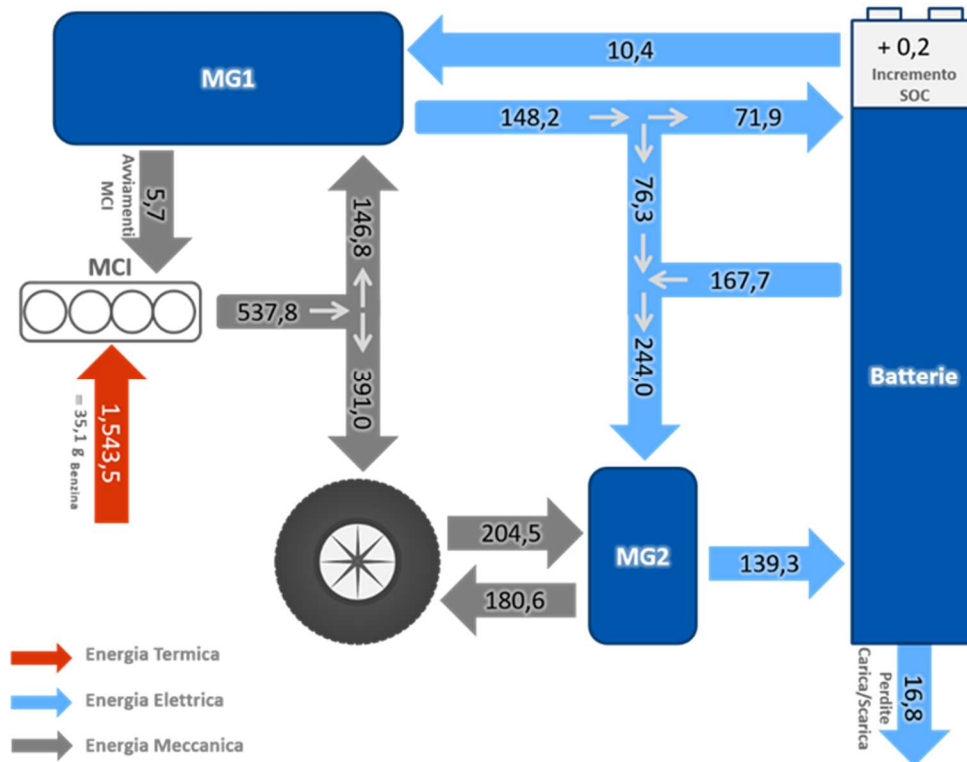 MG1
10,4
+ 0,2
Incremento
SOC
148,2
71,9
Avviamenti
MCI
5,7
146,8
76,3
MCI
537,8
167,7
391,0
244,0
Batterie
1,543,5
= 35,1 g Benzina
204,5
MG2
139,3
180,6
Energia Termica
Energia Elettrica
Energia Meccanica
Perdite
Carica/Scarica
16,8